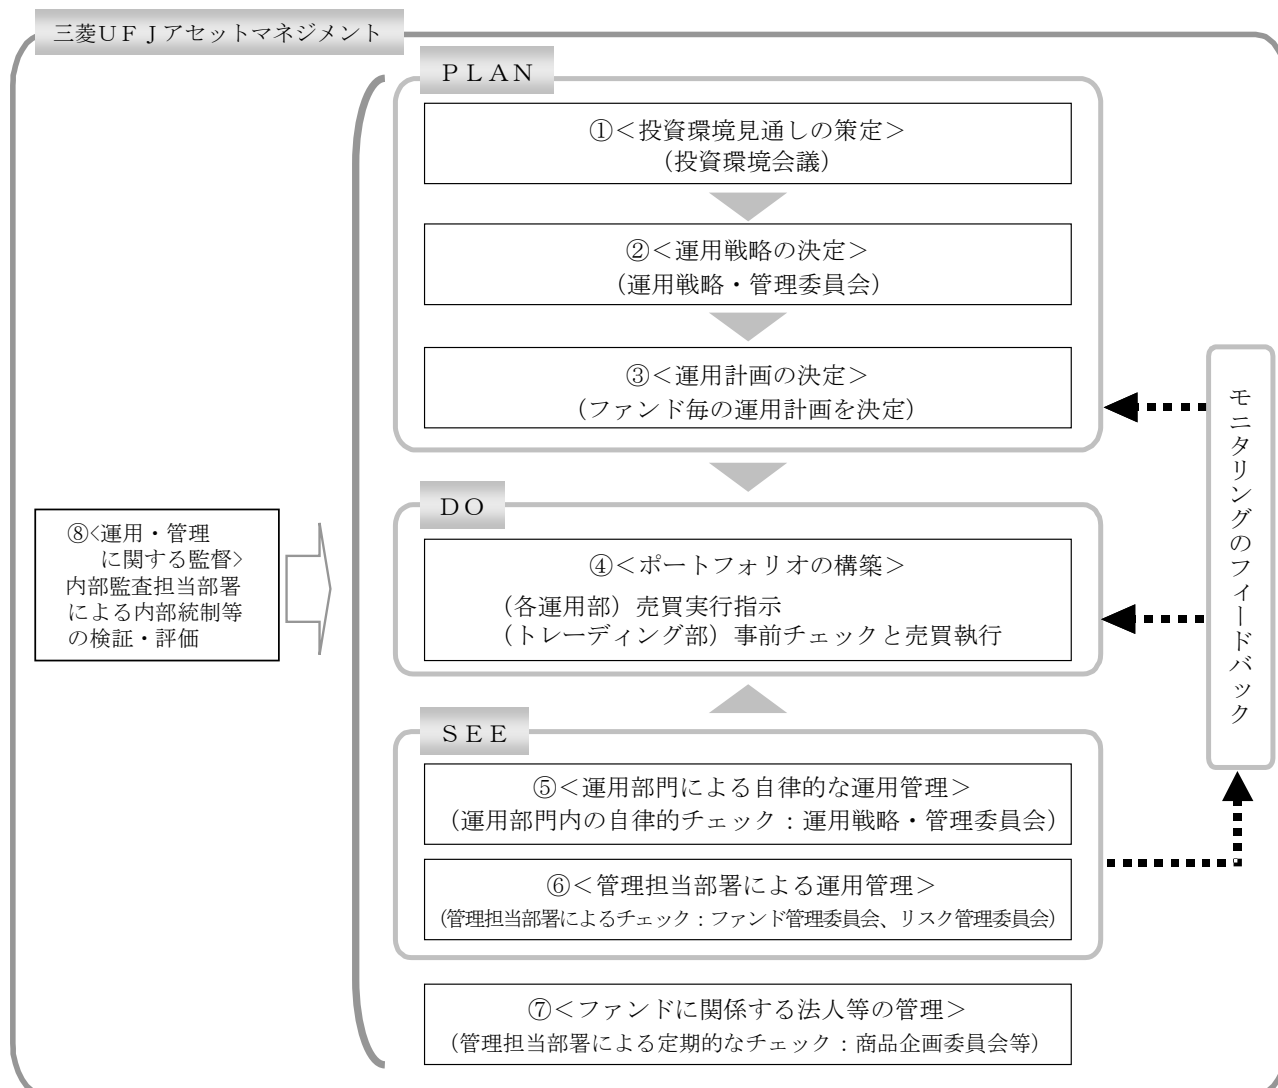 三菱ＵＦＪアセットマネジメント
ＰＬＡＮ
①＜投資環境見通しの策定＞
（投資環境会議）
②＜運用戦略の決定＞
（運用戦略・管理委員会）
③＜運用計画の決定＞
（ファンド毎の運用計画を決定）
ＤＯ
④＜ポートフォリオの構築＞
（各運用部）売買実行指示
（トレーディング部）事前チェックと売買執行
ＳＥＥ
⑤＜運用部門による自律的な運用管理＞
（運用部門内の自律的チェック：運用戦略・管理委員会）
⑥＜管理担当部署による運用管理＞
（管理担当部署によるチェック：ファンド管理委員会、リスク管理委員会）
⑦＜ファンドに関係する法人等の管理＞
（管理担当部署による定期的なチェック：商品企画委員会等）
⑧<運用・管理
に関する監督>
内部監査担当部署
による内部統制等
の検証・評価
モニタリングのフィードバック